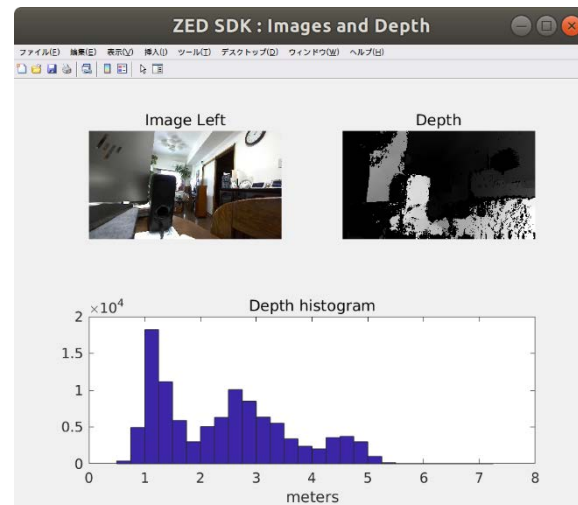 ZED SDK : Images and Depth
ファイル(F) 編集(E) 表示(V) 挿入(I) ツール(T) デスクトップ(D) ウィンドウ(W) ヘルプ(H)
Image Left
Depth
Depth histogram
×10⁴
2
1.5
1
0.5
0
0 1 2 3 4 5 6 7 8
meters